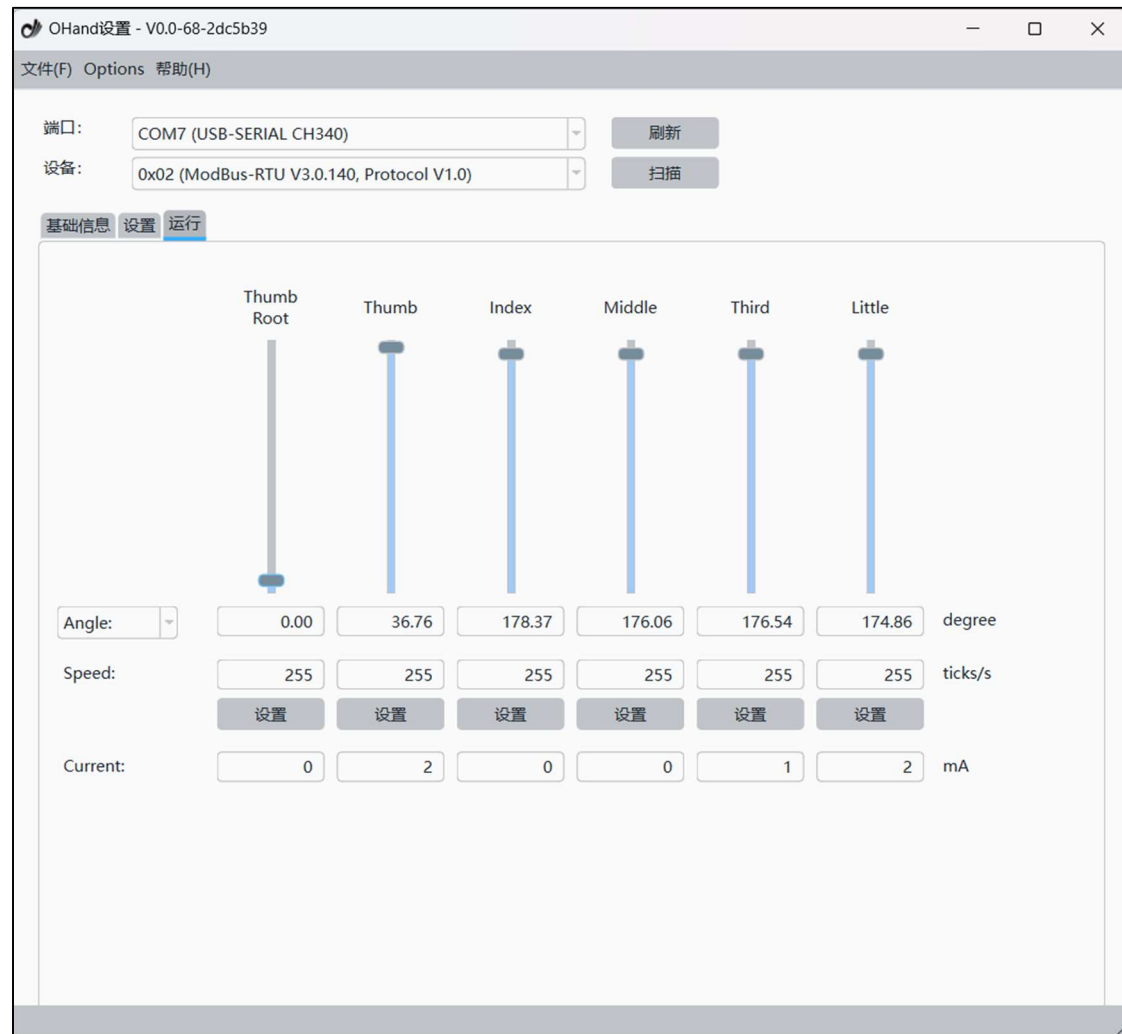 OHand设置 - V0.0-68-2dc5b39
文件(F) Options 帮助(H)
端口: COM7 (USB-SERIAL CH340) 刷新
设备: 0x02 (ModBus-RTU V3.0.140, Protocol V1.0) 扫描
基础信息 设置 运行
Thumb Root Thumb Index Middle Third Little
Angle: 0.00 36.76 178.37 176.06 176.54 174.86 degree
Speed: 255 255 255 255 255 255 ticks/s
设置 设置 设置 设置 设置 设置
Current: 0 2 0 0 1 2 mA